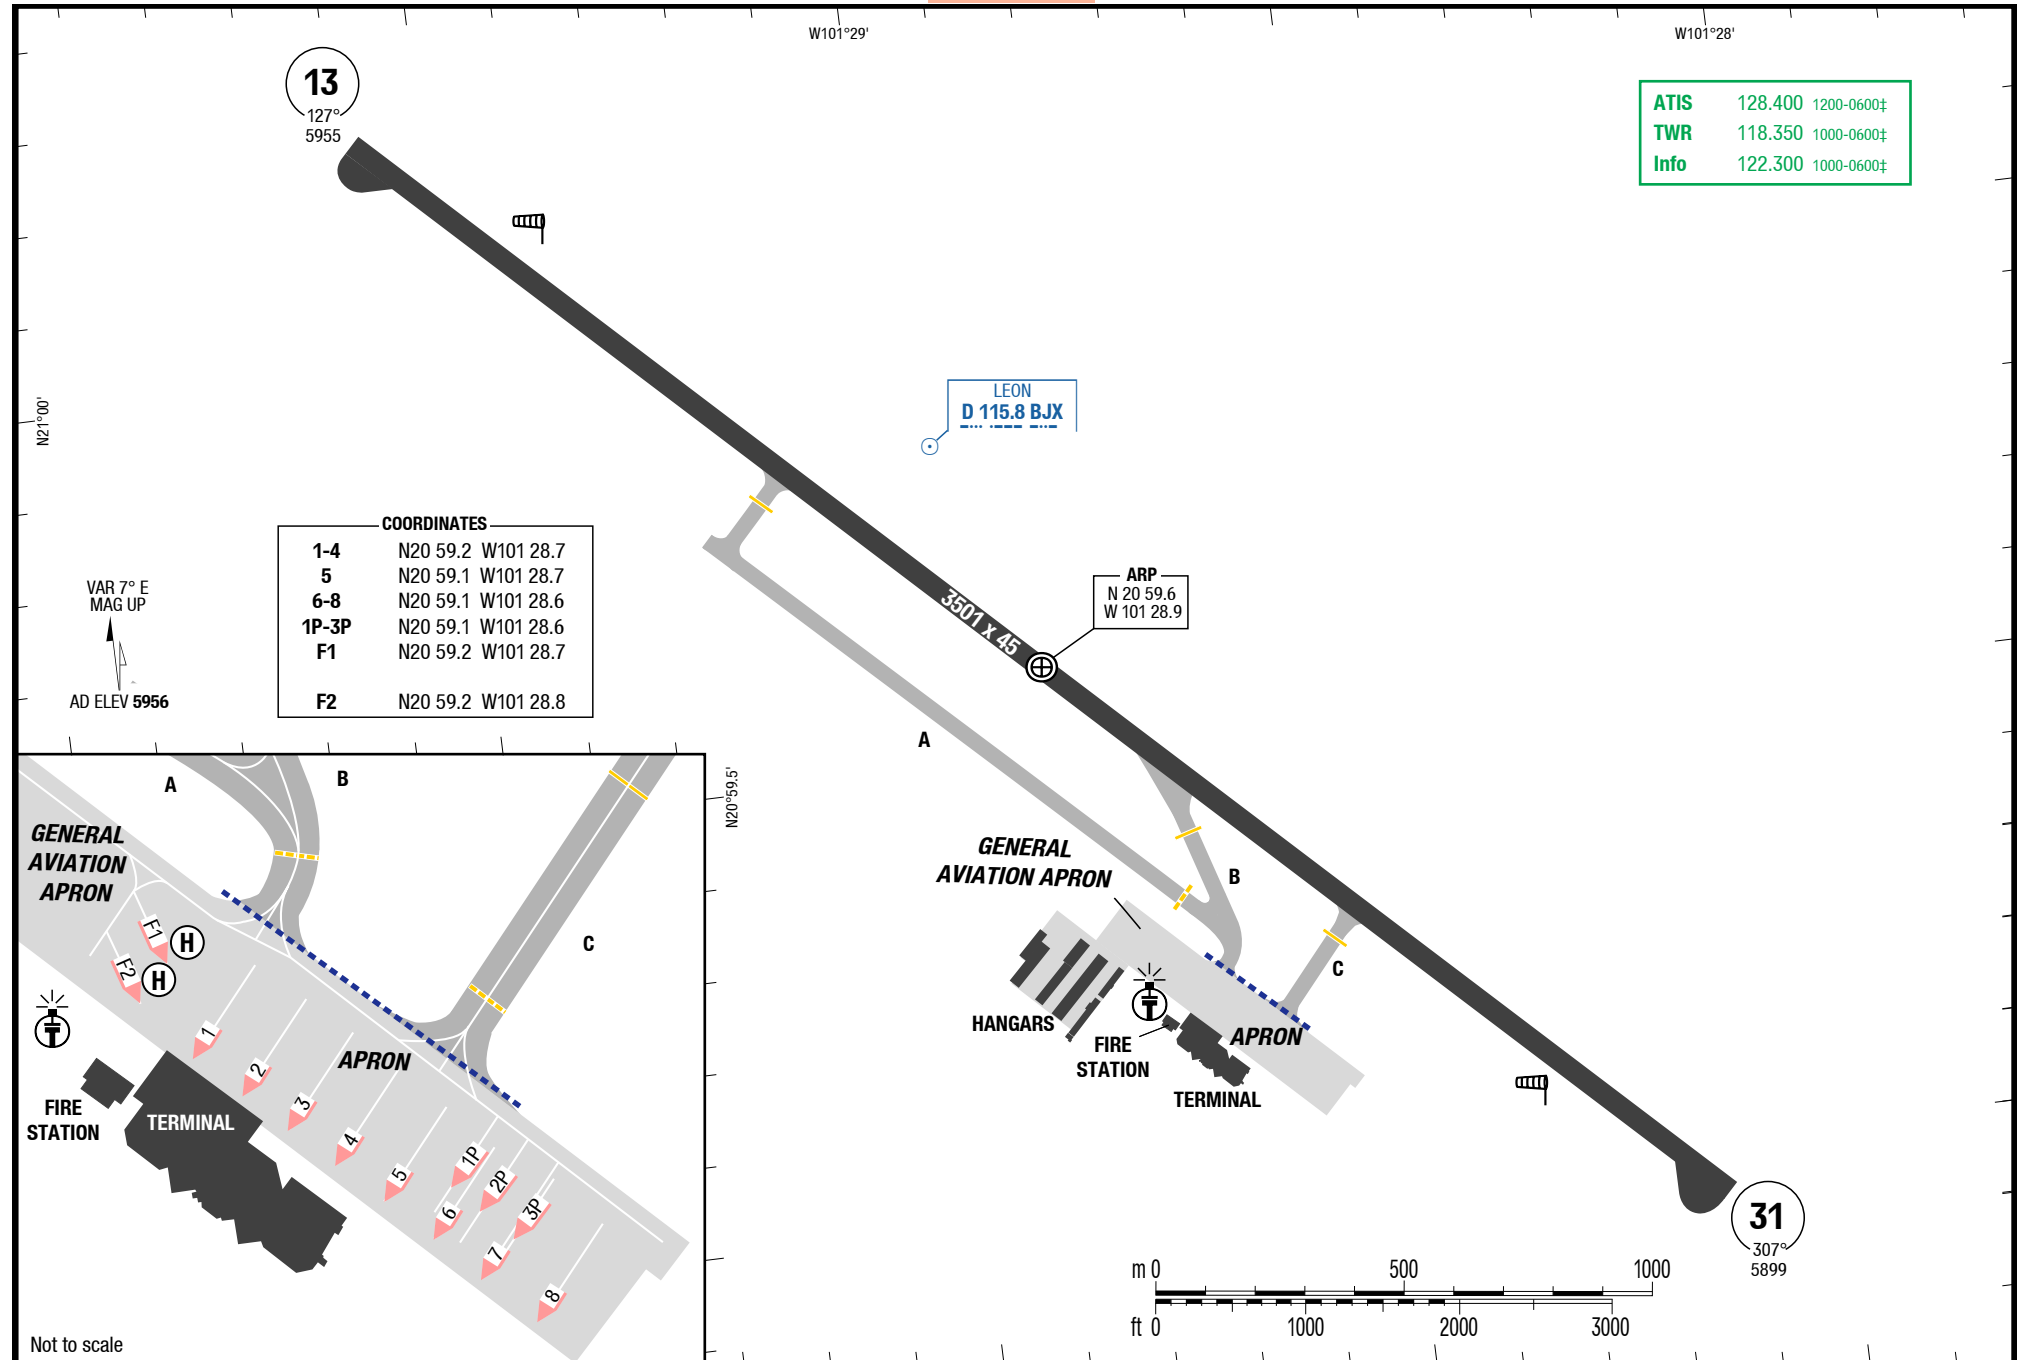 W101°29'
W101°28'
13
127°
5955
ATIS 128.400 1200-0600‡
TWR 118.350 1000-0600‡
Info 122.300 1000-0600‡
N21°00'
LEON
D 115.8 BJX
COORDINATES
1-4 N20 59.2 W101 28.7
5 N20 59.1 W101 28.7
6-8 N20 59.1 W101 28.6
1P-3P N20 59.1 W101 28.6
F1 N20 59.2 W101 28.7
F2 N20 59.2 W101 28.8
VAR 7° E
MAG UP
AD ELEV 5956
ARP
N 20 59.6
W 101 28.9
3501 x 45
A
B
C
GENERAL
AVIATION APRON
HANGARS
FIRE
STATION
APRON
TERMINAL
N20°59.5'
A
B
C
GENERAL
AVIATION
APRON
F1
H
F2
H
1
2
3
4
5
6
7
8
1P
2P
3P
APRON
FIRE
STATION
TERMINAL
Not to scale
31
307°
5899
m 0 500 1000
ft 0 1000 2000 3000